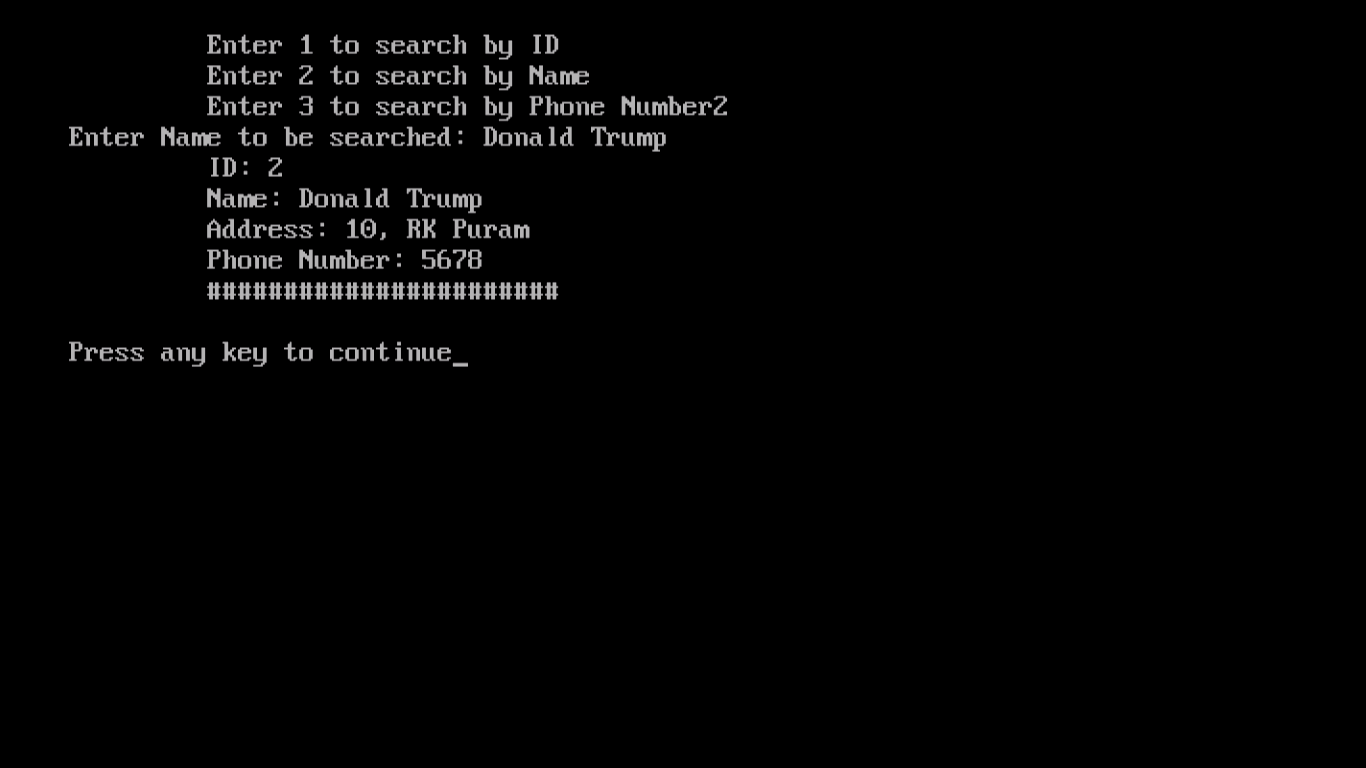 Enter 1 to search by ID
Enter 2 to search by Name
Enter 3 to search by Phone Number2
Enter Name to be searched: Donald Trump
ID: 2
Name: Donald Trump
Address: 10, RK Puram
Phone Number: 5678
#######################
Press any key to continue_